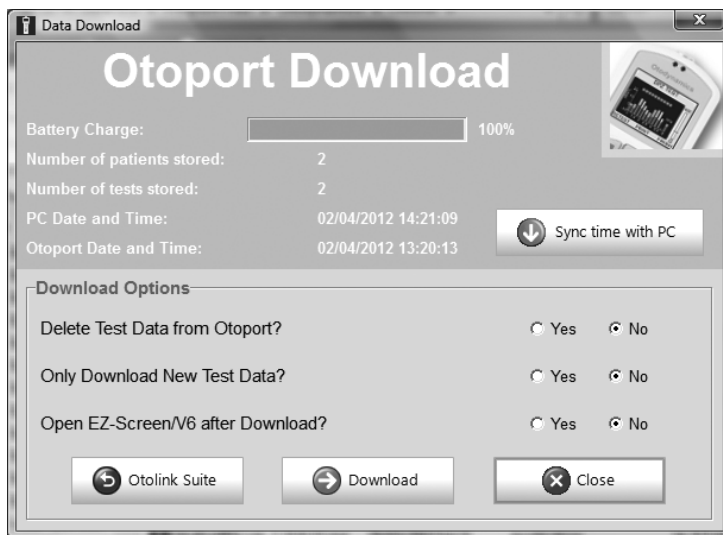 Data Download
Otoport Download
Otodynamics
Battery Charge: 100%
Number of patients stored: 2
Number of tests stored: 2
PC Date and Time: 02/04/2012 14:21:09
Sync time with PC
Otoport Date and Time: 02/04/2012 13:20:13
Download Options
Delete Test Data from Otoport? Yes No
Only Download New Test Data? Yes No
Open EZ-Screen/V6 after Download? Yes No
Otolink Suite Download Close